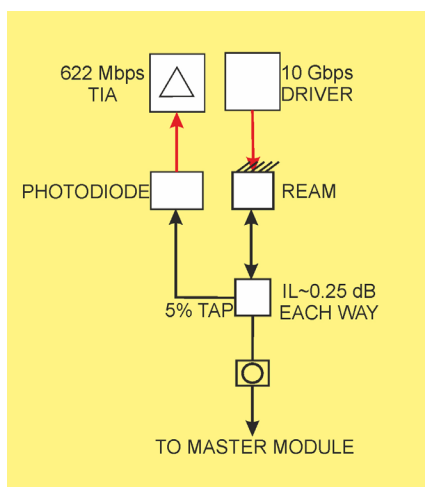 622 Mbps
TIA
10 Gbps
DRIVER
PHOTODIODE
REAM
5% TAP
IL~0.25 dB
EACH WAY
TO MASTER MODULE